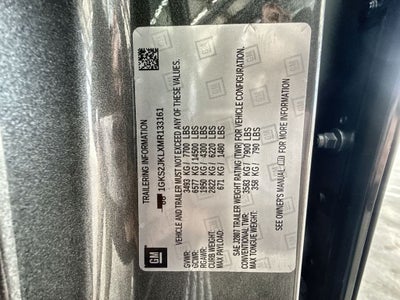 TRAILERING INFORMATION
1GKS2JKLXMR133161
VEHICLE AND TRAILER MUST NOT EXCEED ANY OF THESE VALUES.
GVWR: 3493 KG / 7700 LBS
GCWR: 6577 KG / 14500 LBS
RGAWR: 1950 KG / 4300 LBS
CURB WEIGHT: 2822 KG / 6220 LBS
MAX PAYLOAD: 671 KG / 1480 LBS
SAE J2807 TRAILER WEIGHT RATING (TWR) FOR VEHICLE CONFIGURATION.
CONVENTIONAL TWR: 3583 KG / 7900 LBS
MAX TONGUE WEIGHT: 358 KG / 790 LBS
SEE OWNER'S MANUAL FOR MORE INFORMATION
GM